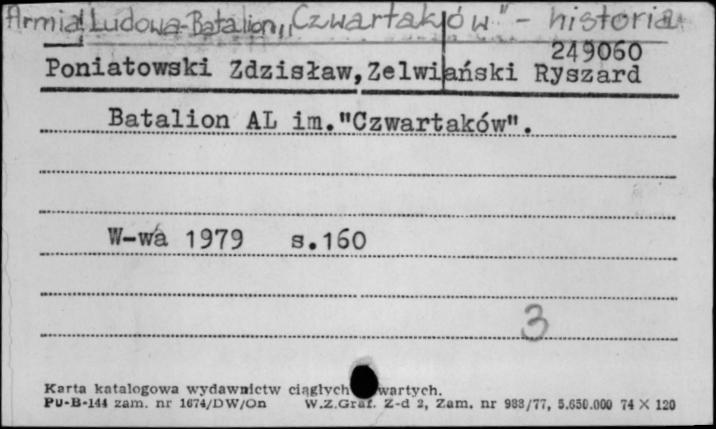 Armia Ludowa-Batalion „Czwartaków" - historia
249060
Poniatowski Zdzisław, Zelwiański Ryszard
Batalion AL im."Czwartaków".
W-wa 1979 s.160
3
Karta katalogowa wydawnictw ciągłych wartych.
PU-B-144 zam. nr 1674/DW/On W.Z.Graf. Z-d 2, Zam. nr 988/77, 5.650.000 74 X 120